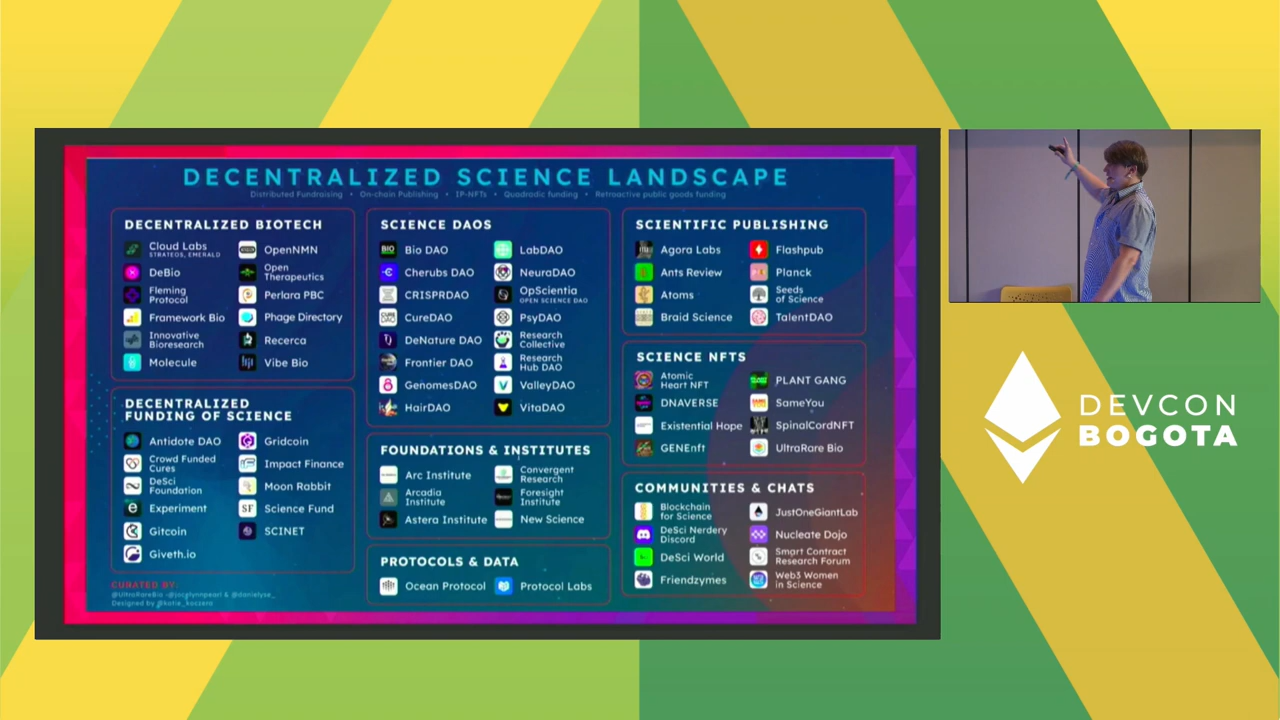 DECENTRALIZED SCIENCE LANDSCAPE
Distributed Fundraising • On-chain Publishing • IP-NFTs • Quadratic funding • Retroactive public goods funding
DECENTRALIZED BIOTECH
Cloud Labs
STRATEOS, EMERALD
DeBio
Fleming
Protocol
Framework Bio
Innovative
Bioresearch
Molecule
OpenNMN
Open
Therapeutics
Perlara PBC
Phage Directory
Recerca
Vibe Bio
DECENTRALIZED
FUNDING OF SCIENCE
Antidote DAO
Crowd Funded
Cures
DeSci
Foundation
Experiment
Gitcoin
Giveth.io
Gridcoin
Impact Finance
Moon Rabbit
SF
Science Fund
SCINET
CURATED BY:
Designed by @katie_koczera
SCIENCE DAOS
BIO
Bio DAO
Cherubs DAO
CRISPRDAO
CURE
DAO
CureDAO
DeNature DAO
Frontier DAO
GenomesDAO
HairDAO
LabDAO
NeuraDAO
OpScientia
OPEN SCIENCE DAO
PsyDAO
Research
Collective
Research
Hub DAO
ValleyDAO
VitaDAO
FOUNDATIONS & INSTITUTES
Arc Institute
Arcadia
Institute
Astera Institute
Convergent
Research
Foresight
Institute
New Science
PROTOCOLS & DATA
Ocean Protocol
Protocol Labs
SCIENTIFIC PUBLISHING
Agora Labs
Ants Review
Atoms
Braid Science
Flashpub
Planck
Seeds
of Science
TalentDAO
SCIENCE NFTS
Atomic
Heart NFT
DNAVERSE
Existential Hope
GENEnft
PLANT GANG
SameYou
SpinalCordNFT
UltraRare Bio
COMMUNITIES & CHATS
Blockchain
for Science
DeSci Nerdery
Discord
DeSci World
Friendzymes
JustOneGiantLab
Nucleate Dojo
Smart Contract
Research Forum
Web3 Women
in Science
DEVCON
BOGOTA